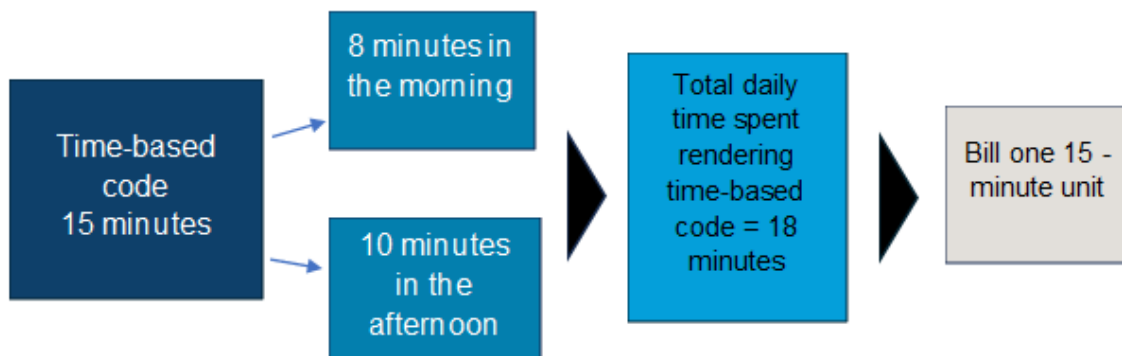 Time-based
code
15 minutes
8 minutes in
the morning
10 minutes
in the
afternoon
Total daily
time spent
rendering
time-based
code = 18
minutes
Bill one 15 -
minute unit